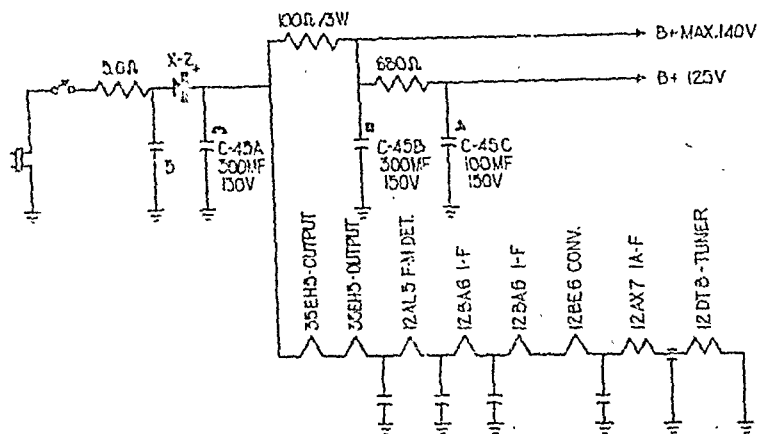 100Ω/3W
B+ MAX.140V
5.0Ω
X-2
+
680Ω
B+ 125V
5
C-45A
300MF
150V
C-45B
300MF
150V
C-45C
100MF
150V
35EH5-OUTPUT
35EH5-OUTPUT
12AL5 F-M DET.
12BA6 I-F
12BA6 I-F
12BE6 CONV.
12AX7 1A-F
12DT8-TUNER